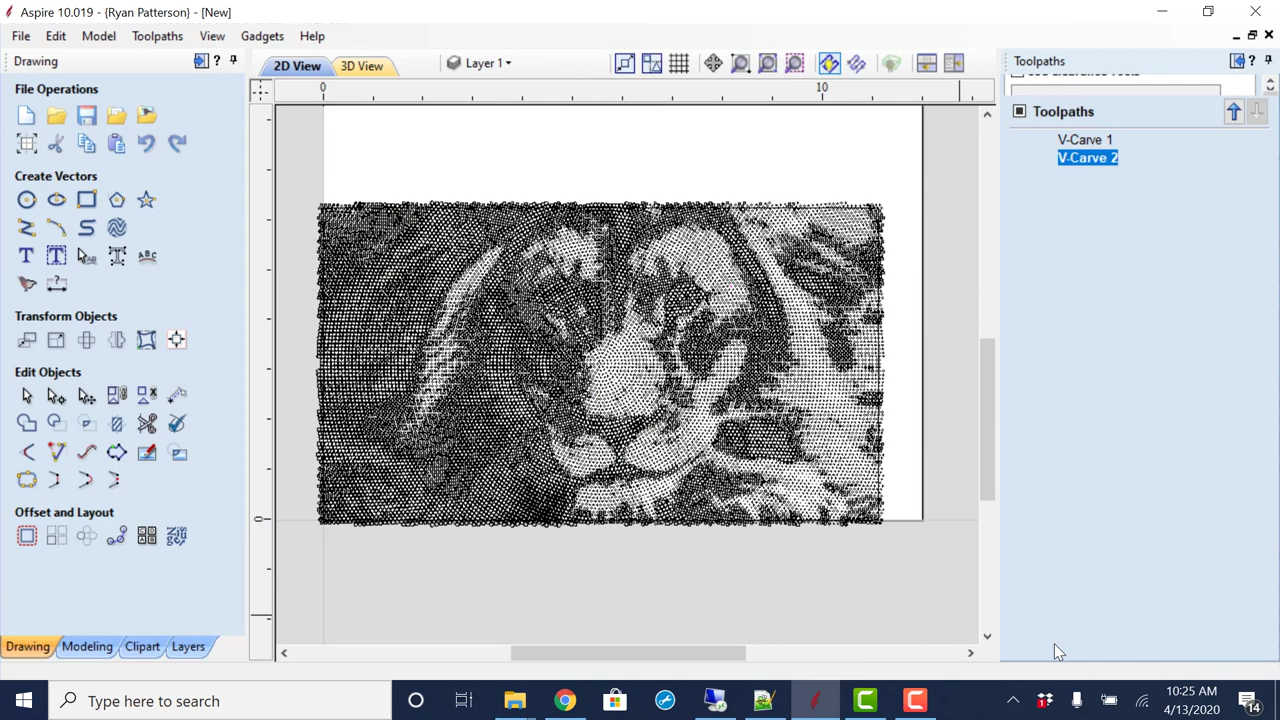 Aspire 10.019 - {Ryan Patterson} - [New]
File Edit Model Toolpaths View Gadgets Help
Drawing
?
2D View
3D View
Layer 1
Toolpaths
?
File Operations
0
10
Toolpaths
V-Carve 1
V-Carve 2
Create Vectors
T
T
T
ABC
Transform Objects
Edit Objects
0
Offset and Layout
Drawing
Modeling
Clipart
Layers
Type here to search
10:25 AM
4/13/2020
14